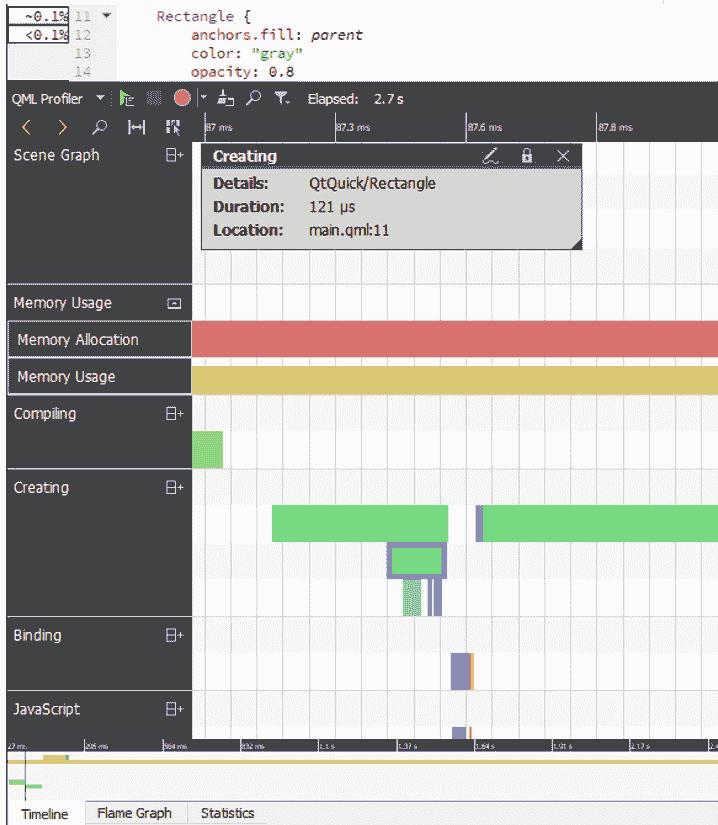 ~0.1% 11 Rectangle {
<0.1% 12 anchors.fill: parent
13 color: "gray"
14 opacity: 0.8
QML Profiler Elapsed: 2.7 s
87 ms 87.3 ms 87.6 ms 87.8 ms
Scene Graph
Creating
Details: QtQuick/Rectangle
Duration: 121 µs
Location: main.qml:11
Memory Usage
Memory Allocation
Memory Usage
Compiling
Creating
Binding
JavaScript
27 ms 295 ms 564 ms 832 ms 1.1 s 1.37 s 1.64 s 1.91 s 2.17 s 2.4
Timeline Flame Graph Statistics